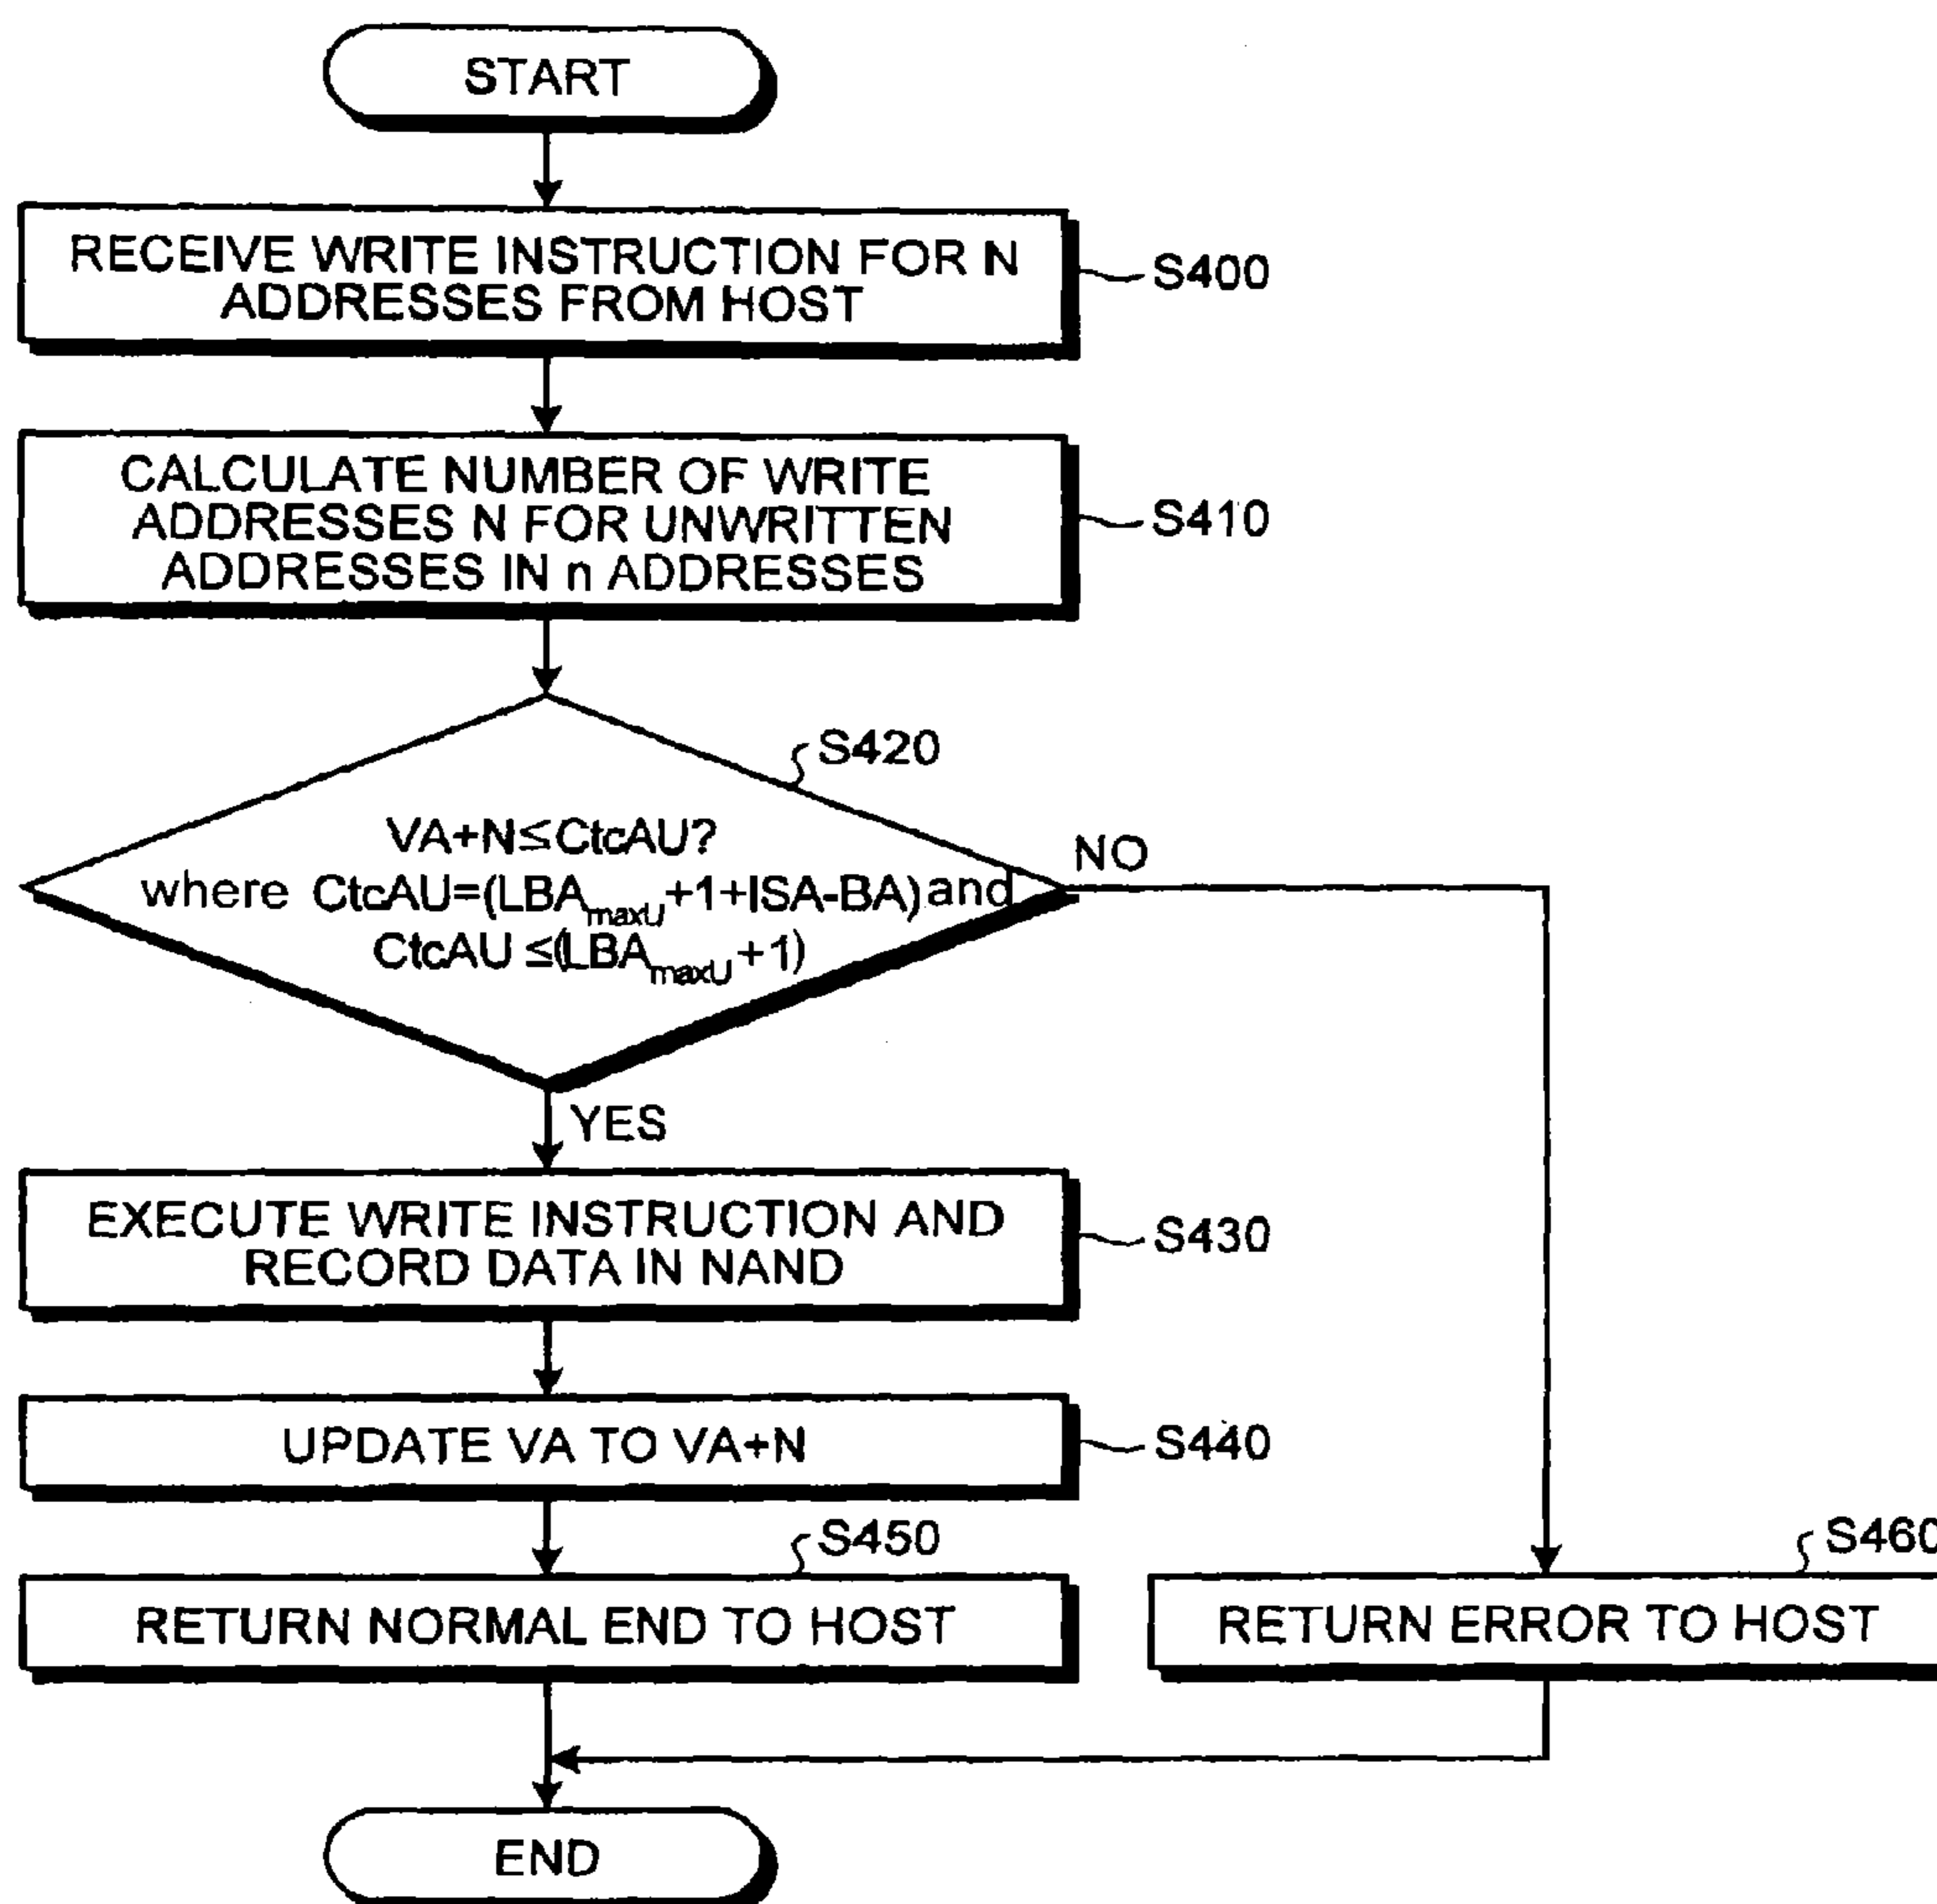 START
RECEIVE WRITE INSTRUCTION FOR N
ADDRESSES FROM HOST
S400
CALCULATE NUMBER OF WRITE
ADDRESSES N FOR UNWRITTEN
ADDRESSES IN n ADDRESSES
S410
S420
VA+N≤CtcAU?
where CtcAU=(LBAmaxU+1+ISA-BA) and
CtcAU ≤(LBAmaxU+1)
NO
YES
EXECUTE WRITE INSTRUCTION AND
RECORD DATA IN NAND
S430
UPDATE VA TO VA+N
S440
S450
RETURN NORMAL END TO HOST
S460
RETURN ERROR TO HOST
END